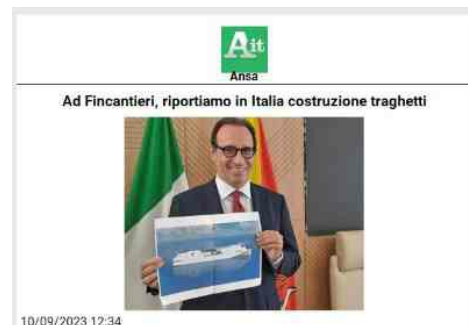 Ait
Ansa
Ad Fincantieri, riportiamo in Italia costruzione traghetti
10/09/2023 12:34